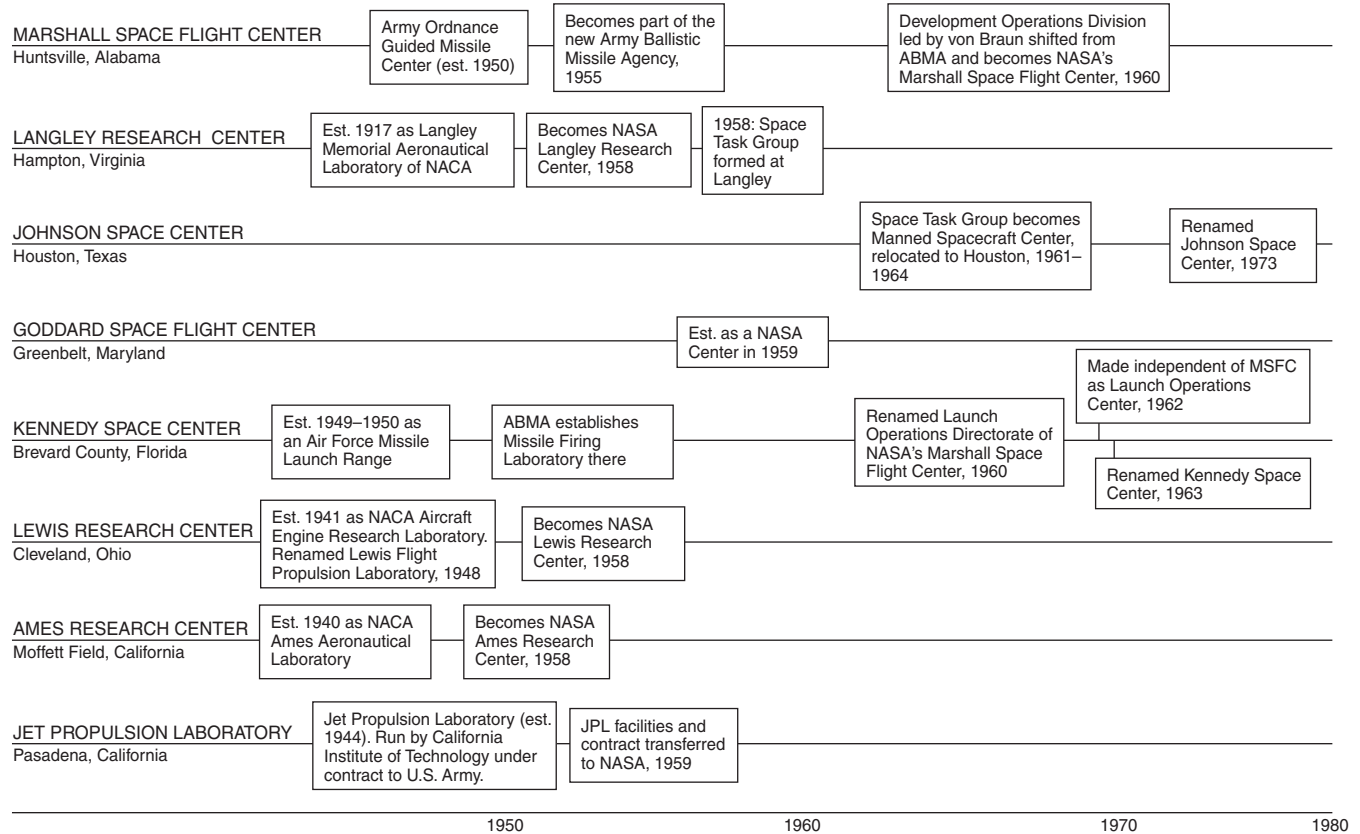 MARSHALL SPACE FLIGHT CENTER
Huntsville, Alabama
Army Ordnance
Guided Missile
Center (est. 1950)
Becomes part of the
new Army Ballistic
Missile Agency,
1955
Development Operations Division
led by von Braun shifted from
ABMA and becomes NASA's
Marshall Space Flight Center, 1960
LANGLEY RESEARCH CENTER
Hampton, Virginia
Est. 1917 as Langley
Memorial Aeronautical
Laboratory of NACA
Becomes NASA
Langley Research
Center, 1958
1958: Space
Task Group
formed at
Langley
JOHNSON SPACE CENTER
Houston, Texas
Space Task Group becomes
Manned Spacecraft Center,
relocated to Houston, 1961–
1964
Renamed
Johnson Space
Center, 1973
GODDARD SPACE FLIGHT CENTER
Greenbelt, Maryland
Est. as a NASA
Center in 1959
KENNEDY SPACE CENTER
Brevard County, Florida
Est. 1949–1950 as
an Air Force Missile
Launch Range
ABMA establishes
Missile Firing
Laboratory there
Renamed Launch
Operations Directorate of
NASA's Marshall Space
Flight Center, 1960
Made independent of MSFC
as Launch Operations
Center, 1962
Renamed Kennedy Space
Center, 1963
LEWIS RESEARCH CENTER
Cleveland, Ohio
Est. 1941 as NACA Aircraft
Engine Research Laboratory.
Renamed Lewis Flight
Propulsion Laboratory, 1948
Becomes NASA
Lewis Research
Center, 1958
AMES RESEARCH CENTER
Moffett Field, California
Est. 1940 as NACA
Ames Aeronautical
Laboratory
Becomes NASA
Ames Research
Center, 1958
JET PROPULSION LABORATORY
Pasadena, California
Jet Propulsion Laboratory (est.
1944). Run by California
Institute of Technology under
contract to U.S. Army.
JPL facilities and
contract transferred
to NASA, 1959
1950 1960 1970 1980